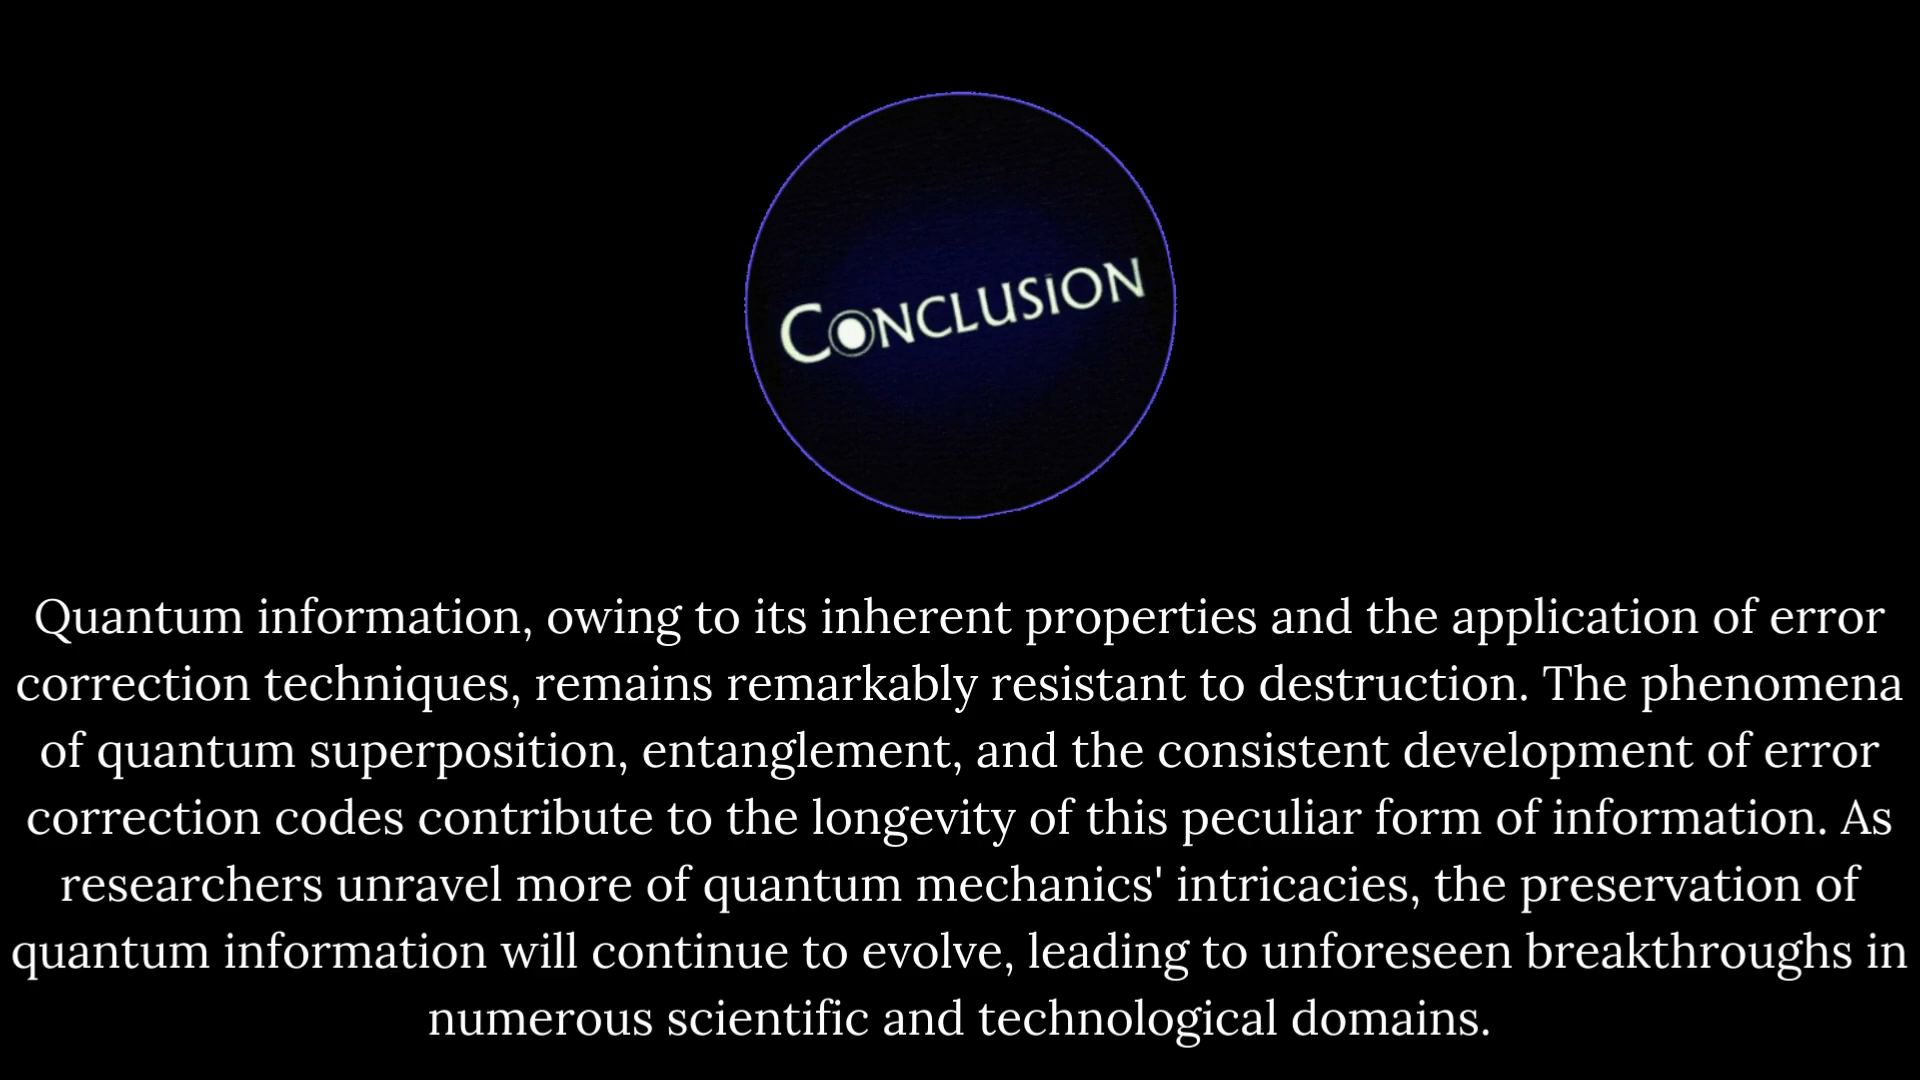 CONCLUSION
Quantum information, owing to its inherent properties and the application of error
correction techniques, remains remarkably resistant to destruction. The phenomena
of quantum superposition, entanglement, and the consistent development of error
correction codes contribute to the longevity of this peculiar form of information. As
researchers unravel more of quantum mechanics' intricacies, the preservation of
quantum information will continue to evolve, leading to unforeseen breakthroughs in
numerous scientific and technological domains.